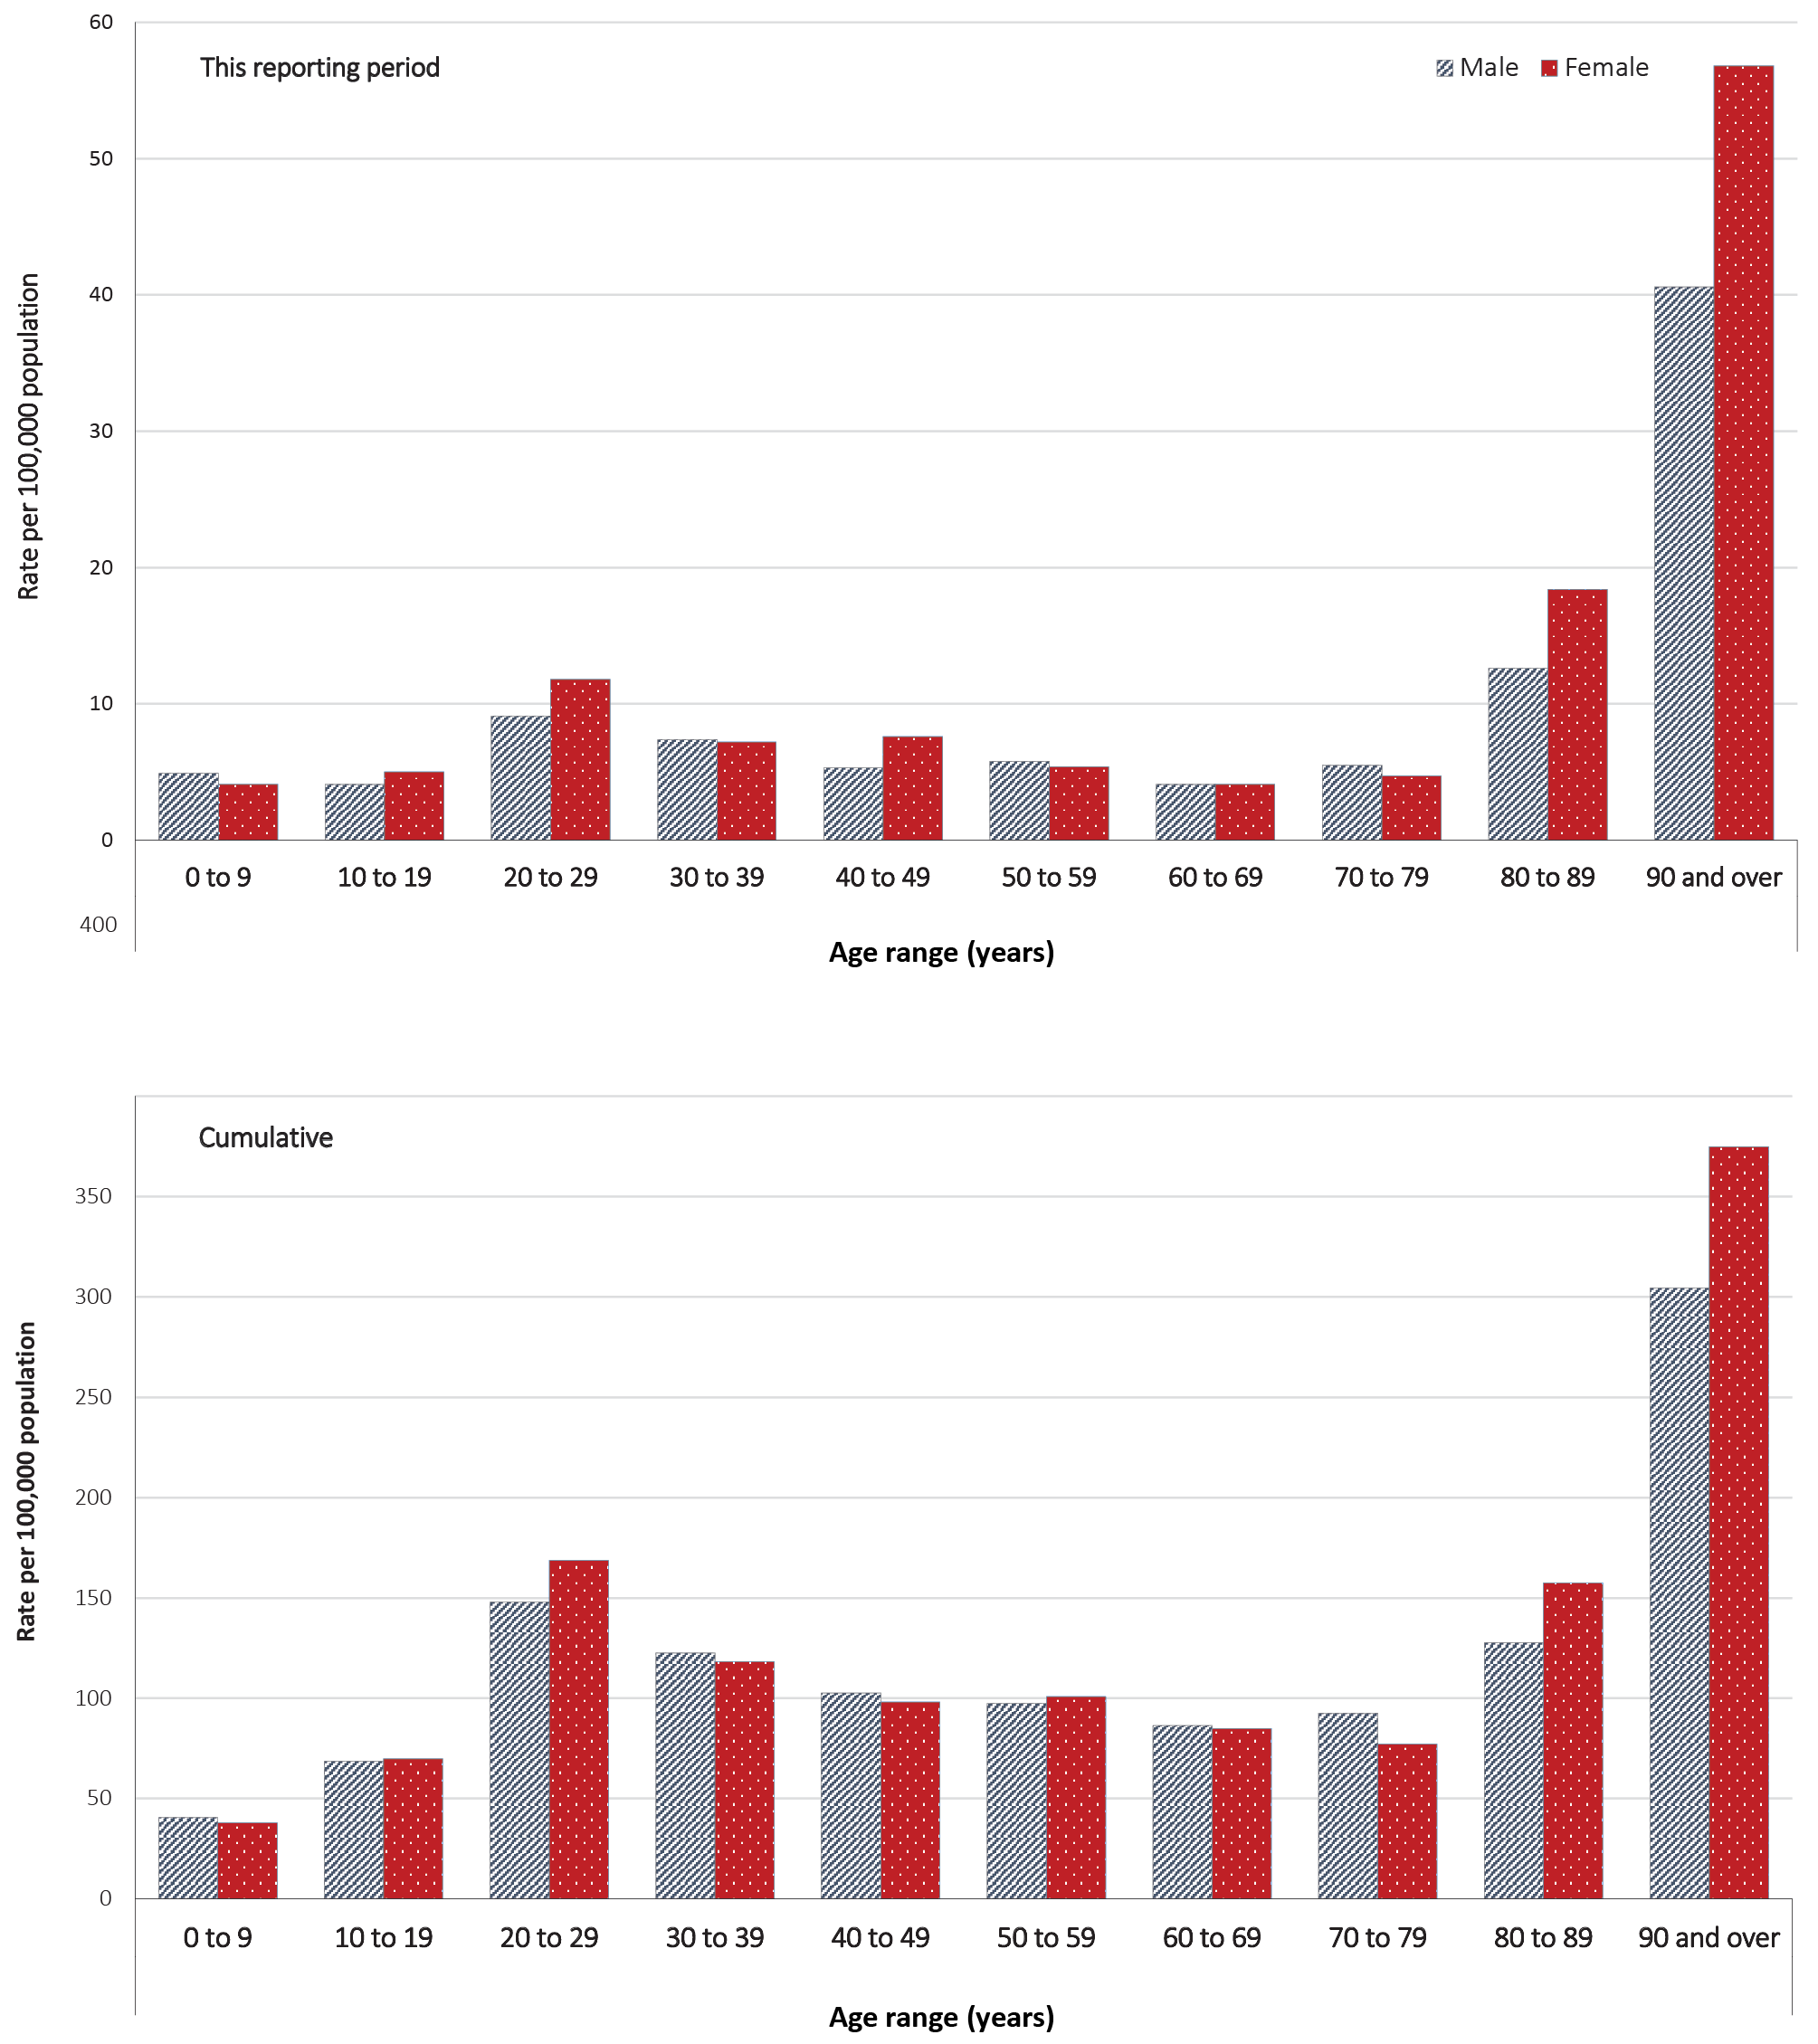 60
This reporting period
Male Female
50
40
30
20
10
0
Rate per 100,000 population
0 to 9 10 to 19 20 to 29 30 to 39 40 to 49 50 to 59 60 to 69 70 to 79 80 to 89 90 and over
400
Age range (years)
Cumulative
350
300
250
200
150
100
50
0
Rate per 100,000 population
0 to 9 10 to 19 20 to 29 30 to 39 40 to 49 50 to 59 60 to 69 70 to 79 80 to 89 90 and over
Age range (years)